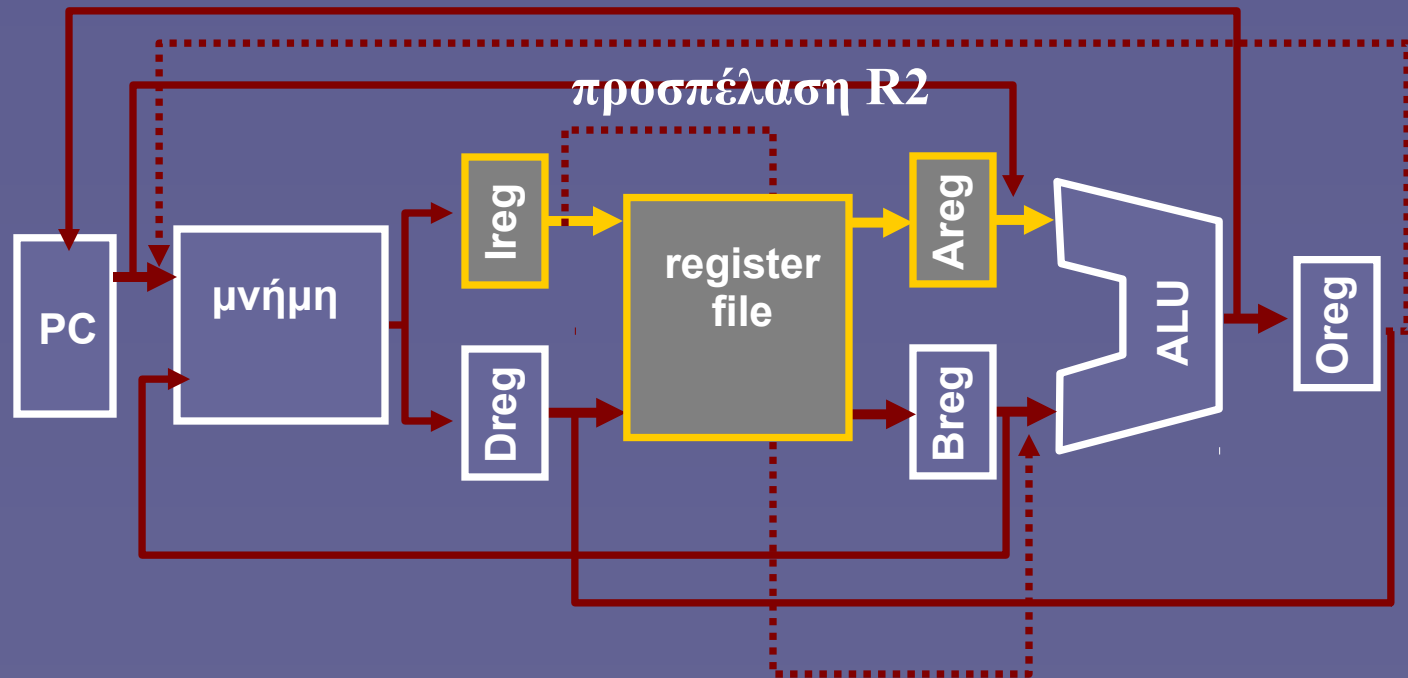 προσπέλαση R2
PC
μνήμη
Ireg
Dreg
register
file
Areg
Breg
ALU
Oreg